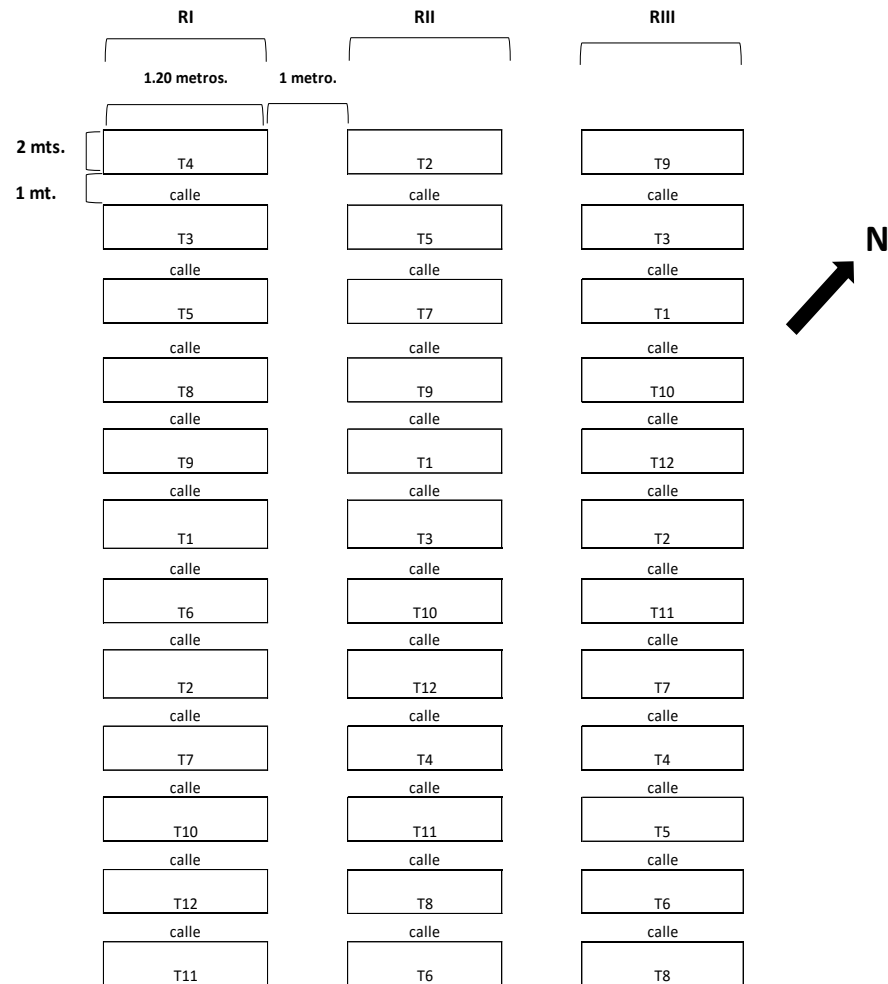 RI RII RIII
1.20 metros. 1 metro.
2 mts.
T4 T2 T9
1 mt.
calle calle calle
T3 T5 T3
N
calle calle calle
T5 T7 T1
calle calle calle
T8 T9 T10
calle calle calle
T9 T1 T12
calle calle calle
T1 T3 T2
calle calle calle
T6 T10 T11
calle calle calle
T2 T12 T7
calle calle calle
T7 T4 T4
calle calle calle
T10 T11 T5
calle calle calle
T12 T8 T6
calle calle calle
T11 T6 T8